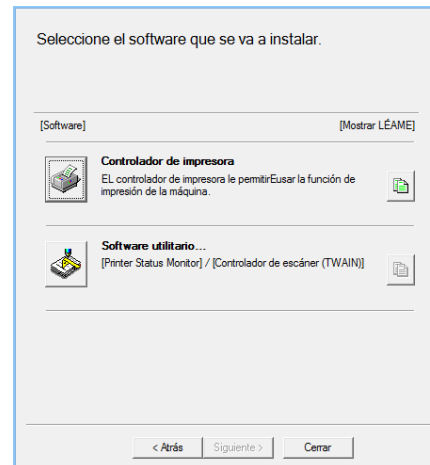 Seleccione el software que se va a instalar.
[Software] [Mostrar LÉAME]
Controlador de impresora
EL controlador de impresora le permitirEusar la función de
impresión de la máquina.
Software utilitario...
[Printer Status Monitor] / [Controlador de escáner (TWAIN)]
< Atrás Siguiente > Cerrar